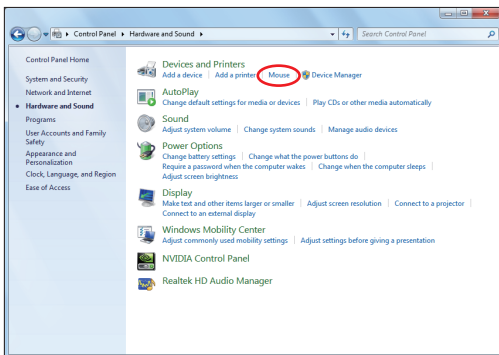 Control Panel ▸ Hardware and Sound ▸ Search Control Panel
Control Panel Home
System and Security
Network and Internet
Hardware and Sound
Programs
User Accounts and Family
Safety
Appearance and
Personalization
Clock, Language, and Region
Ease of Access
Devices and Printers
Add a device | Add a printer | Mouse | Device Manager
AutoPlay
Change default settings for media or devices | Play CDs or other media automatically
Sound
Adjust system volume | Change system sounds | Manage audio devices
Power Options
Change battery settings | Change what the power buttons do |
Require a password when the computer wakes | Change when the computer sleeps |
Adjust screen brightness
Display
Make text and other items larger or smaller | Adjust screen resolution | Connect to a projector |
Connect to an external display
Windows Mobility Center
Adjust commonly used mobility settings | Adjust settings before giving a presentation
NVIDIA Control Panel
Realtek HD Audio Manager